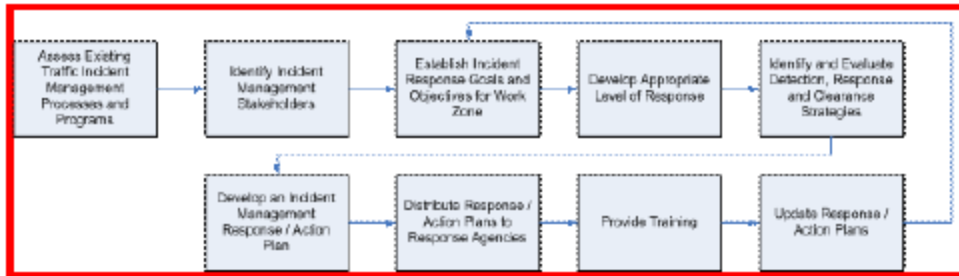 Assess Existing
Traffic Incident
Management
Processes and
Programs
Identify Incident
Management
Stakeholders
Establish Incident
Response Goals and
Objectives for Work
Zone
Develop Appropriate
Level of Response
Identify and Evaluate
Detection, Response
and Clearance
Strategies
Develop an Incident
Management
Response / Action
Plan
Distribute Response /
Action Plans to
Response Agencies
Provide Training
Update Response /
Action Plans